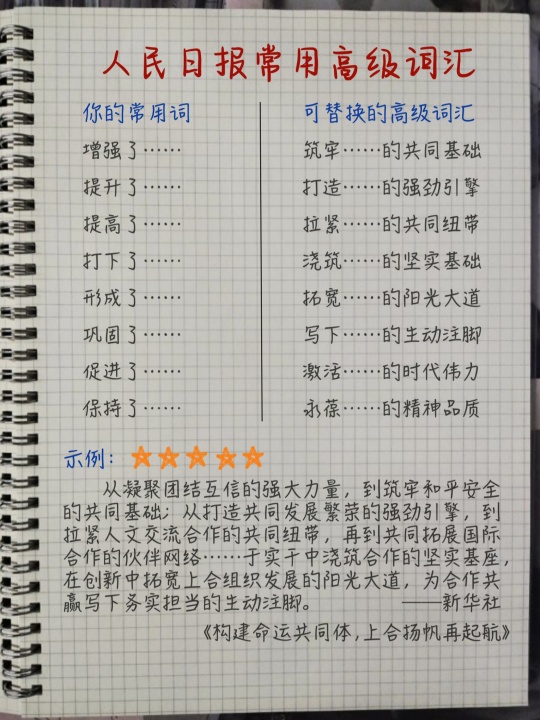 人民日报常用高级词汇
你的常用词 可替换的高级词汇
增强了…… 筑牢……的共同基础
提升了…… 打造……的强劲引擎
提高了…… 拉紧……的共同纽带
打下了…… 浇筑……的坚实基础
形成了…… 拓宽……的阳光大道
巩固了…… 写下……的生动注脚
促进了…… 激活……的时代伟力
保持了…… 永葆……的精神品质
示例：
从凝聚团结互信的强大力量，到筑牢和平安全
的共同基础；从打造共同发展繁荣的强劲引擎，到
拉紧人文交流合作的共同纽带，再到共同拓展国际
合作的伙伴网络……于实干中浇筑合作的坚实基座，
在创新中拓宽上合组织发展的阳光大道，为合作共
赢写下务实担当的生动注脚。 ——新华社
《构建命运共同体，上合扬帆再起航》